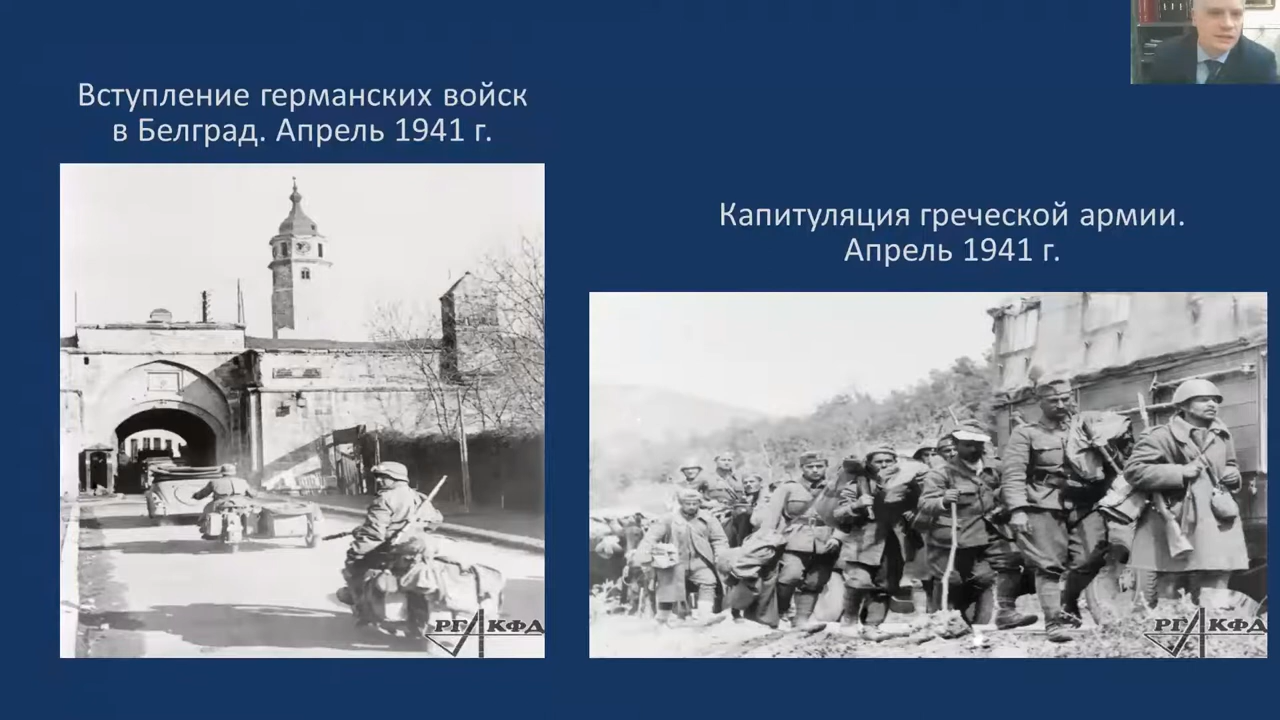 Вступление германских войск
в Белград. Апрель 1941 г.
Капитуляция греческой армии.
Апрель 1941 г.
РГАКФД
РГАКФД